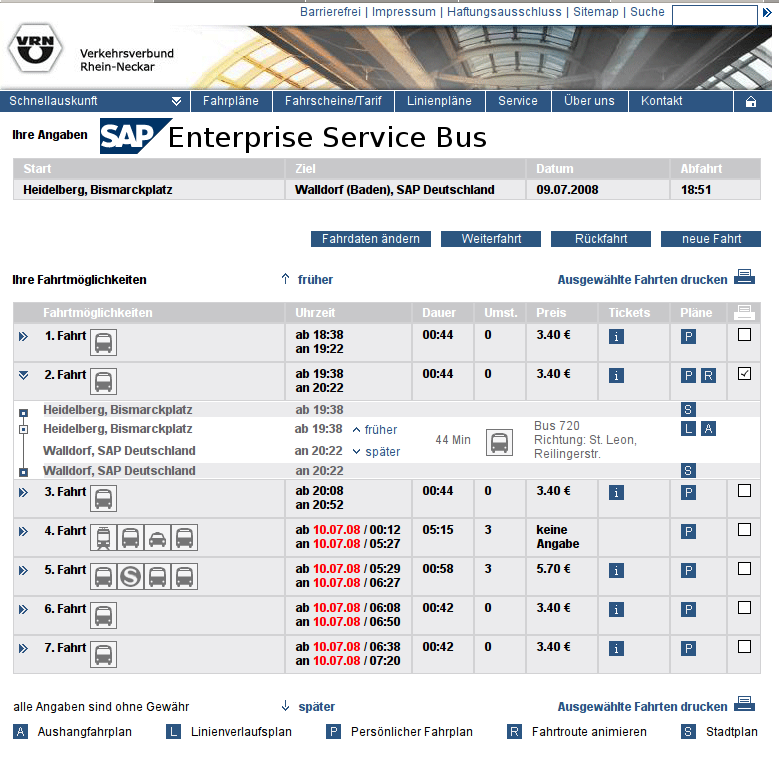 Barrierefrei | Impressum | Haftungsausschluss | Sitemap | Suche
VRN
Verkehrsverbund
Rhein-Neckar
Schnellauskunft Fahrpläne Fahrscheine/Tarif Linienpläne Service Über uns Kontakt
Ihre Angaben SAP Enterprise Service Bus
Start Ziel Datum Abfahrt
Heidelberg, Bismarckplatz Walldorf (Baden), SAP Deutschland 09.07.2008 18:51
Fahrdaten ändern Weiterfahrt Rückfahrt neue Fahrt
Ihre Fahrtmöglichkeiten früher Ausgewählte Fahrten drucken
Fahrtmöglichkeiten Uhrzeit Dauer Umst. Preis Tickets Pläne
1. Fahrt ab 18:38 00:44 0 3.40 € i P
an 19:22
2. Fahrt ab 19:38 00:44 0 3.40 € i P R
an 20:22
Heidelberg, Bismarckplatz ab 19:38 S
Heidelberg, Bismarckplatz ab 19:38 früher 44 Min Bus 720 L A
Richtung: St. Leon,
Walldorf, SAP Deutschland an 20:22 später Reilingerstr.
Walldorf, SAP Deutschland an 20:22 S
3. Fahrt ab 20:08 00:44 0 3.40 € i P
an 20:52
4. Fahrt ab 10.07.08 / 00:12 05:15 3 keine P
an 10.07.08 / 05:27 Angabe
5. Fahrt S ab 10.07.08 / 05:29 00:58 3 5.70 € i P
an 10.07.08 / 06:27
6. Fahrt ab 10.07.08 / 06:08 00:42 0 3.40 € i P
an 10.07.08 / 06:50
7. Fahrt ab 10.07.08 / 06:38 00:42 0 3.40 € i P
an 10.07.08 / 07:20
alle Angaben sind ohne Gewähr später Ausgewählte Fahrten drucken
A Aushangfahrplan L Linienverlaufsplan P Persönlicher Fahrplan R Fahrtroute animieren S Stadtplan